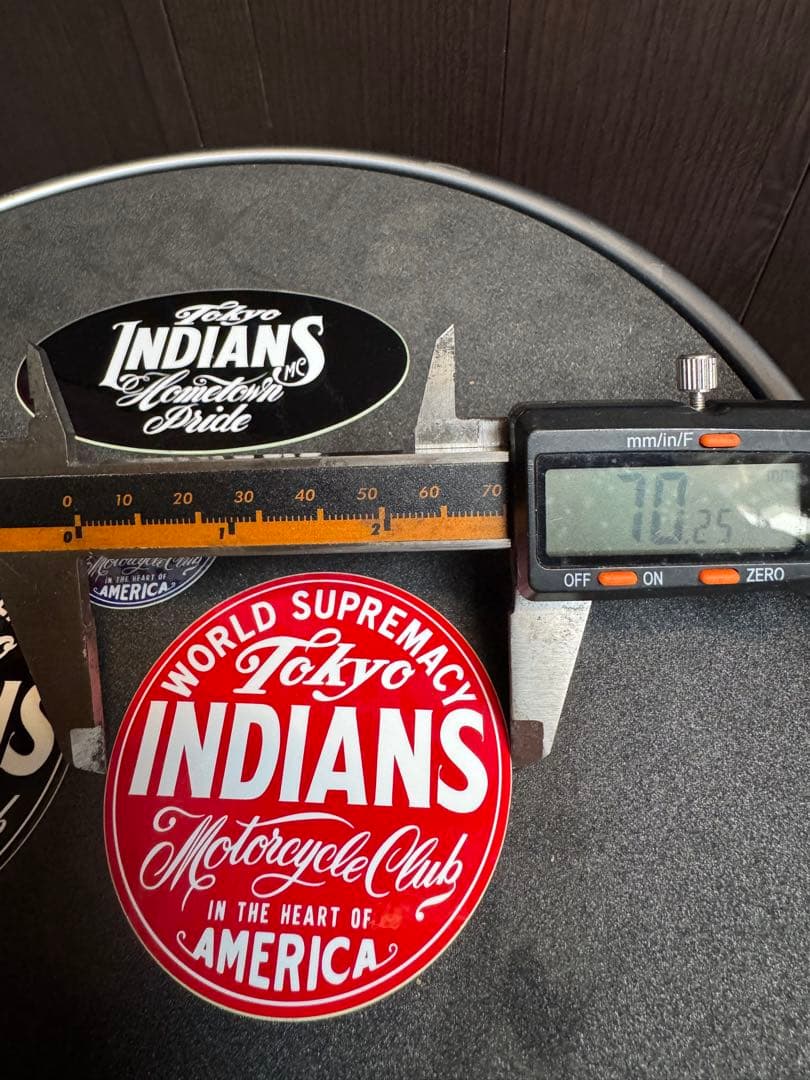 Tokyo
INDIANS
MC
Hometown
Pride
mm/in/F
0 10 20 30 40 50 60 70
0 1 2
70.25
OFF ON ZERO
Motorcycle Club
IN THE HEART OF
AMERICA
WORLD SUPREMACY
Tokyo
INDIANS
Motorcycle Club
IN THE HEART OF
AMERICA